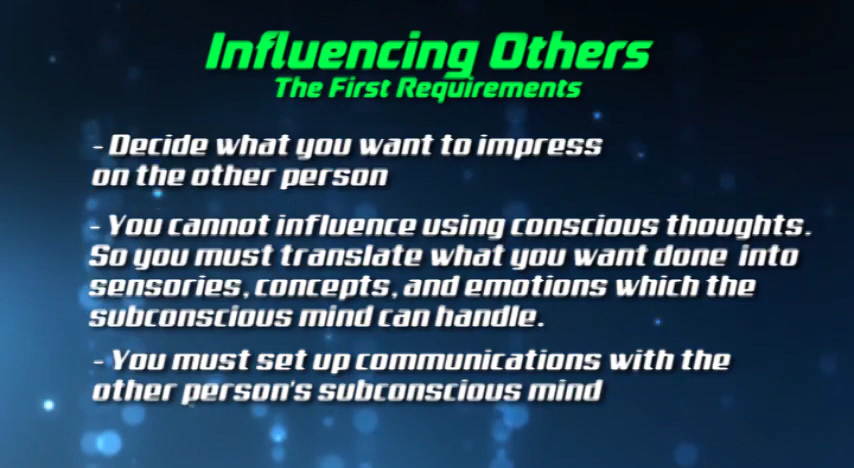 Influencing Others
The First Requirements
- Decide what you want to impress
on the other person
- You cannot influence using conscious thoughts.
So you must translate what you want done into
sensories, concepts, and emotions which the
subconscious mind can handle.
- You must set up communications with the
other person's subconscious mind